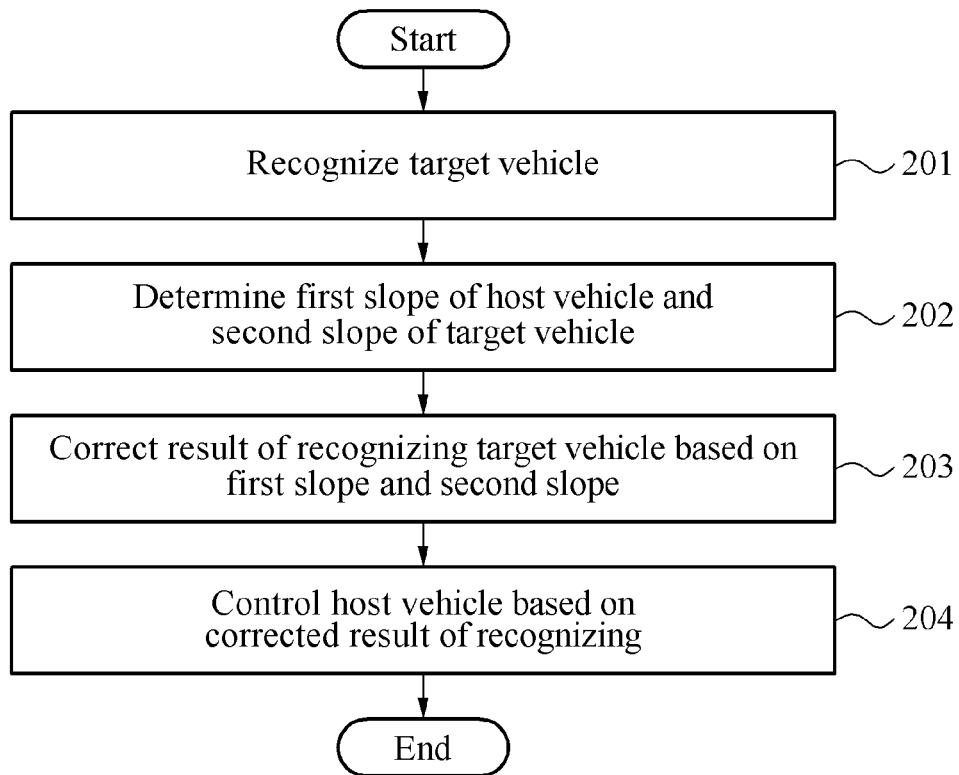 Start
Recognize target vehicle
201
Determine first slope of host vehicle and
second slope of target vehicle
202
Correct result of recognizing target vehicle based on
first slope and second slope
203
Control host vehicle based on
corrected result of recognizing
204
End